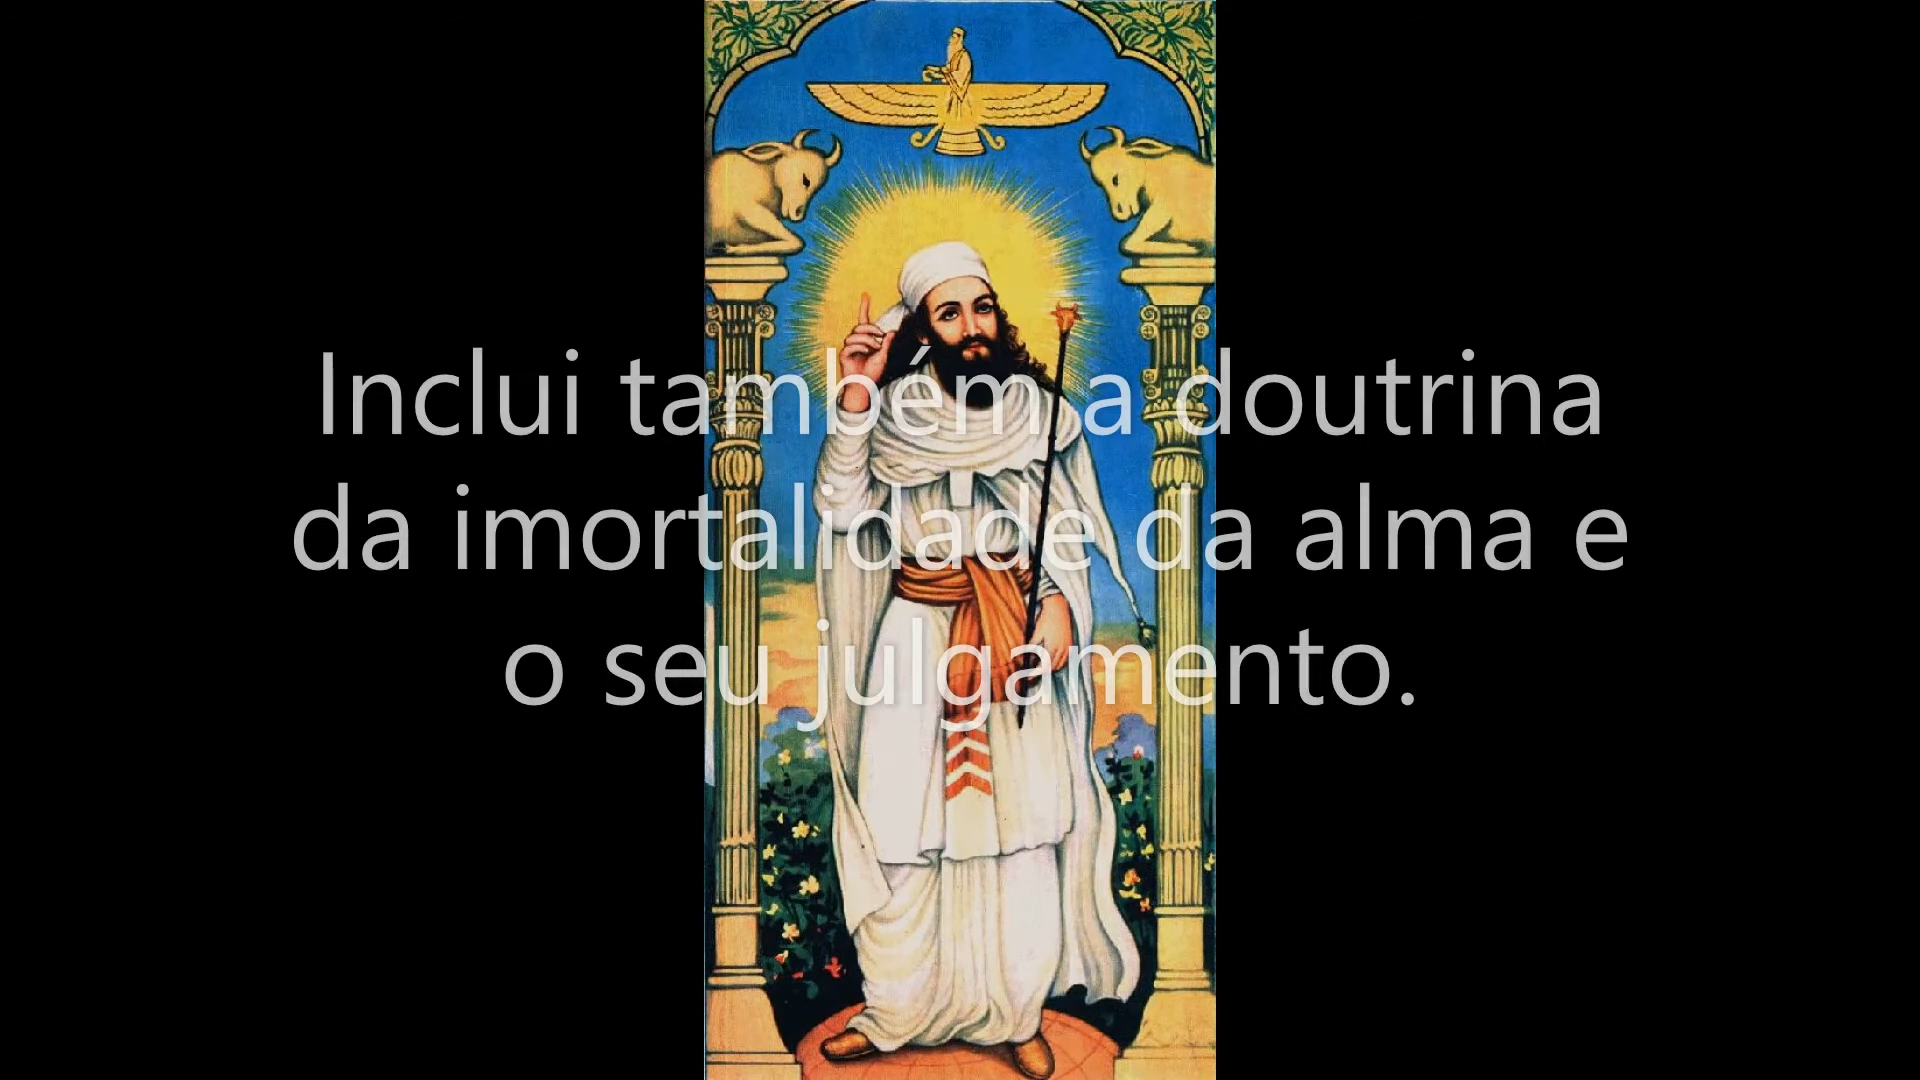 Inclui também a doutrina
da imortalidade da alma e
o seu julgamento.